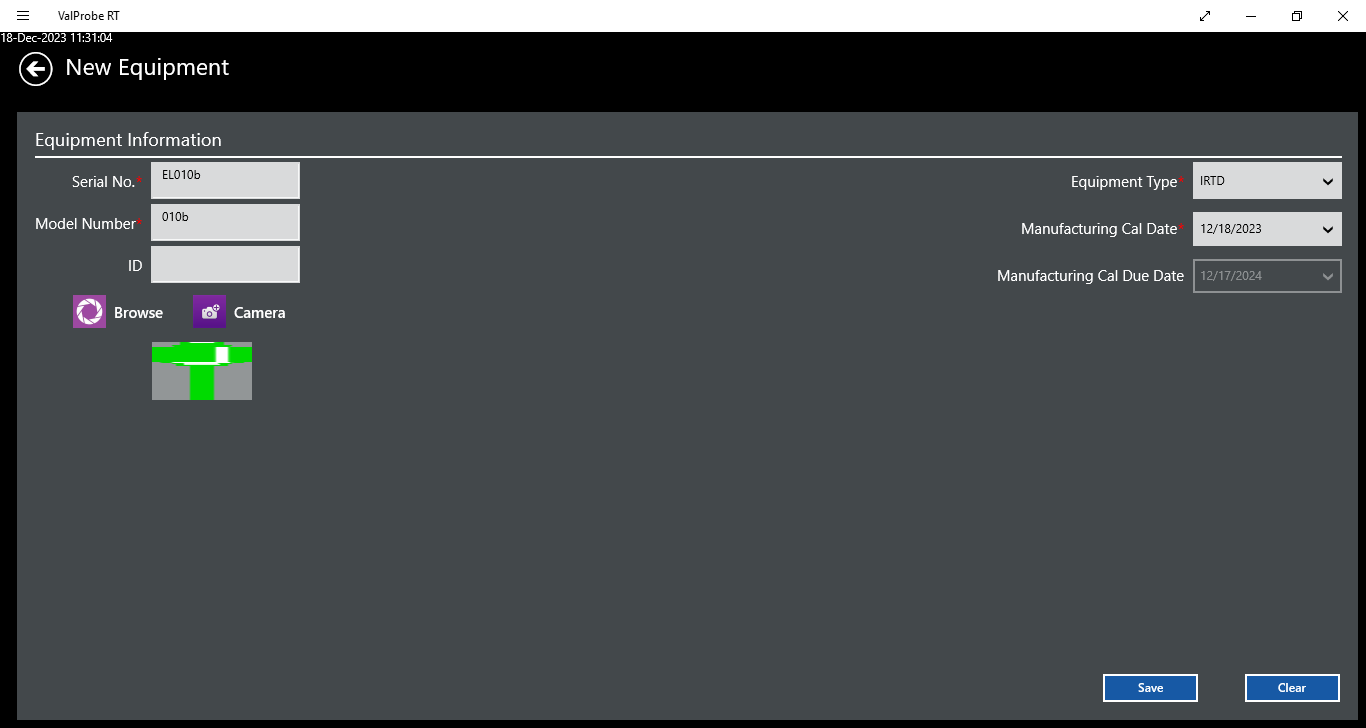 ValProbe RT
18-Dec-2023 11:31:04
New Equipment
Equipment Information
Serial No.* EL010b
Equipment Type* IRTD
Model Number* 010b
Manufacturing Cal Date* 12/18/2023
ID
Manufacturing Cal Due Date 12/17/2024
Browse Camera
Save Clear